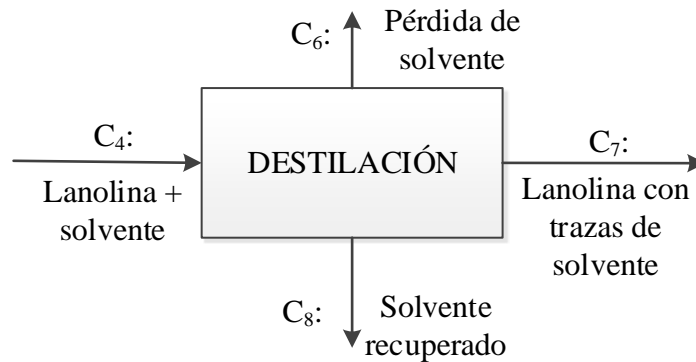 C6:
Pérdida de
solvente
C4:
Lanolina +
solvente
DESTILACIÓN
C7:
Lanolina con
trazas de
solvente
C8:
Solvente
recuperado